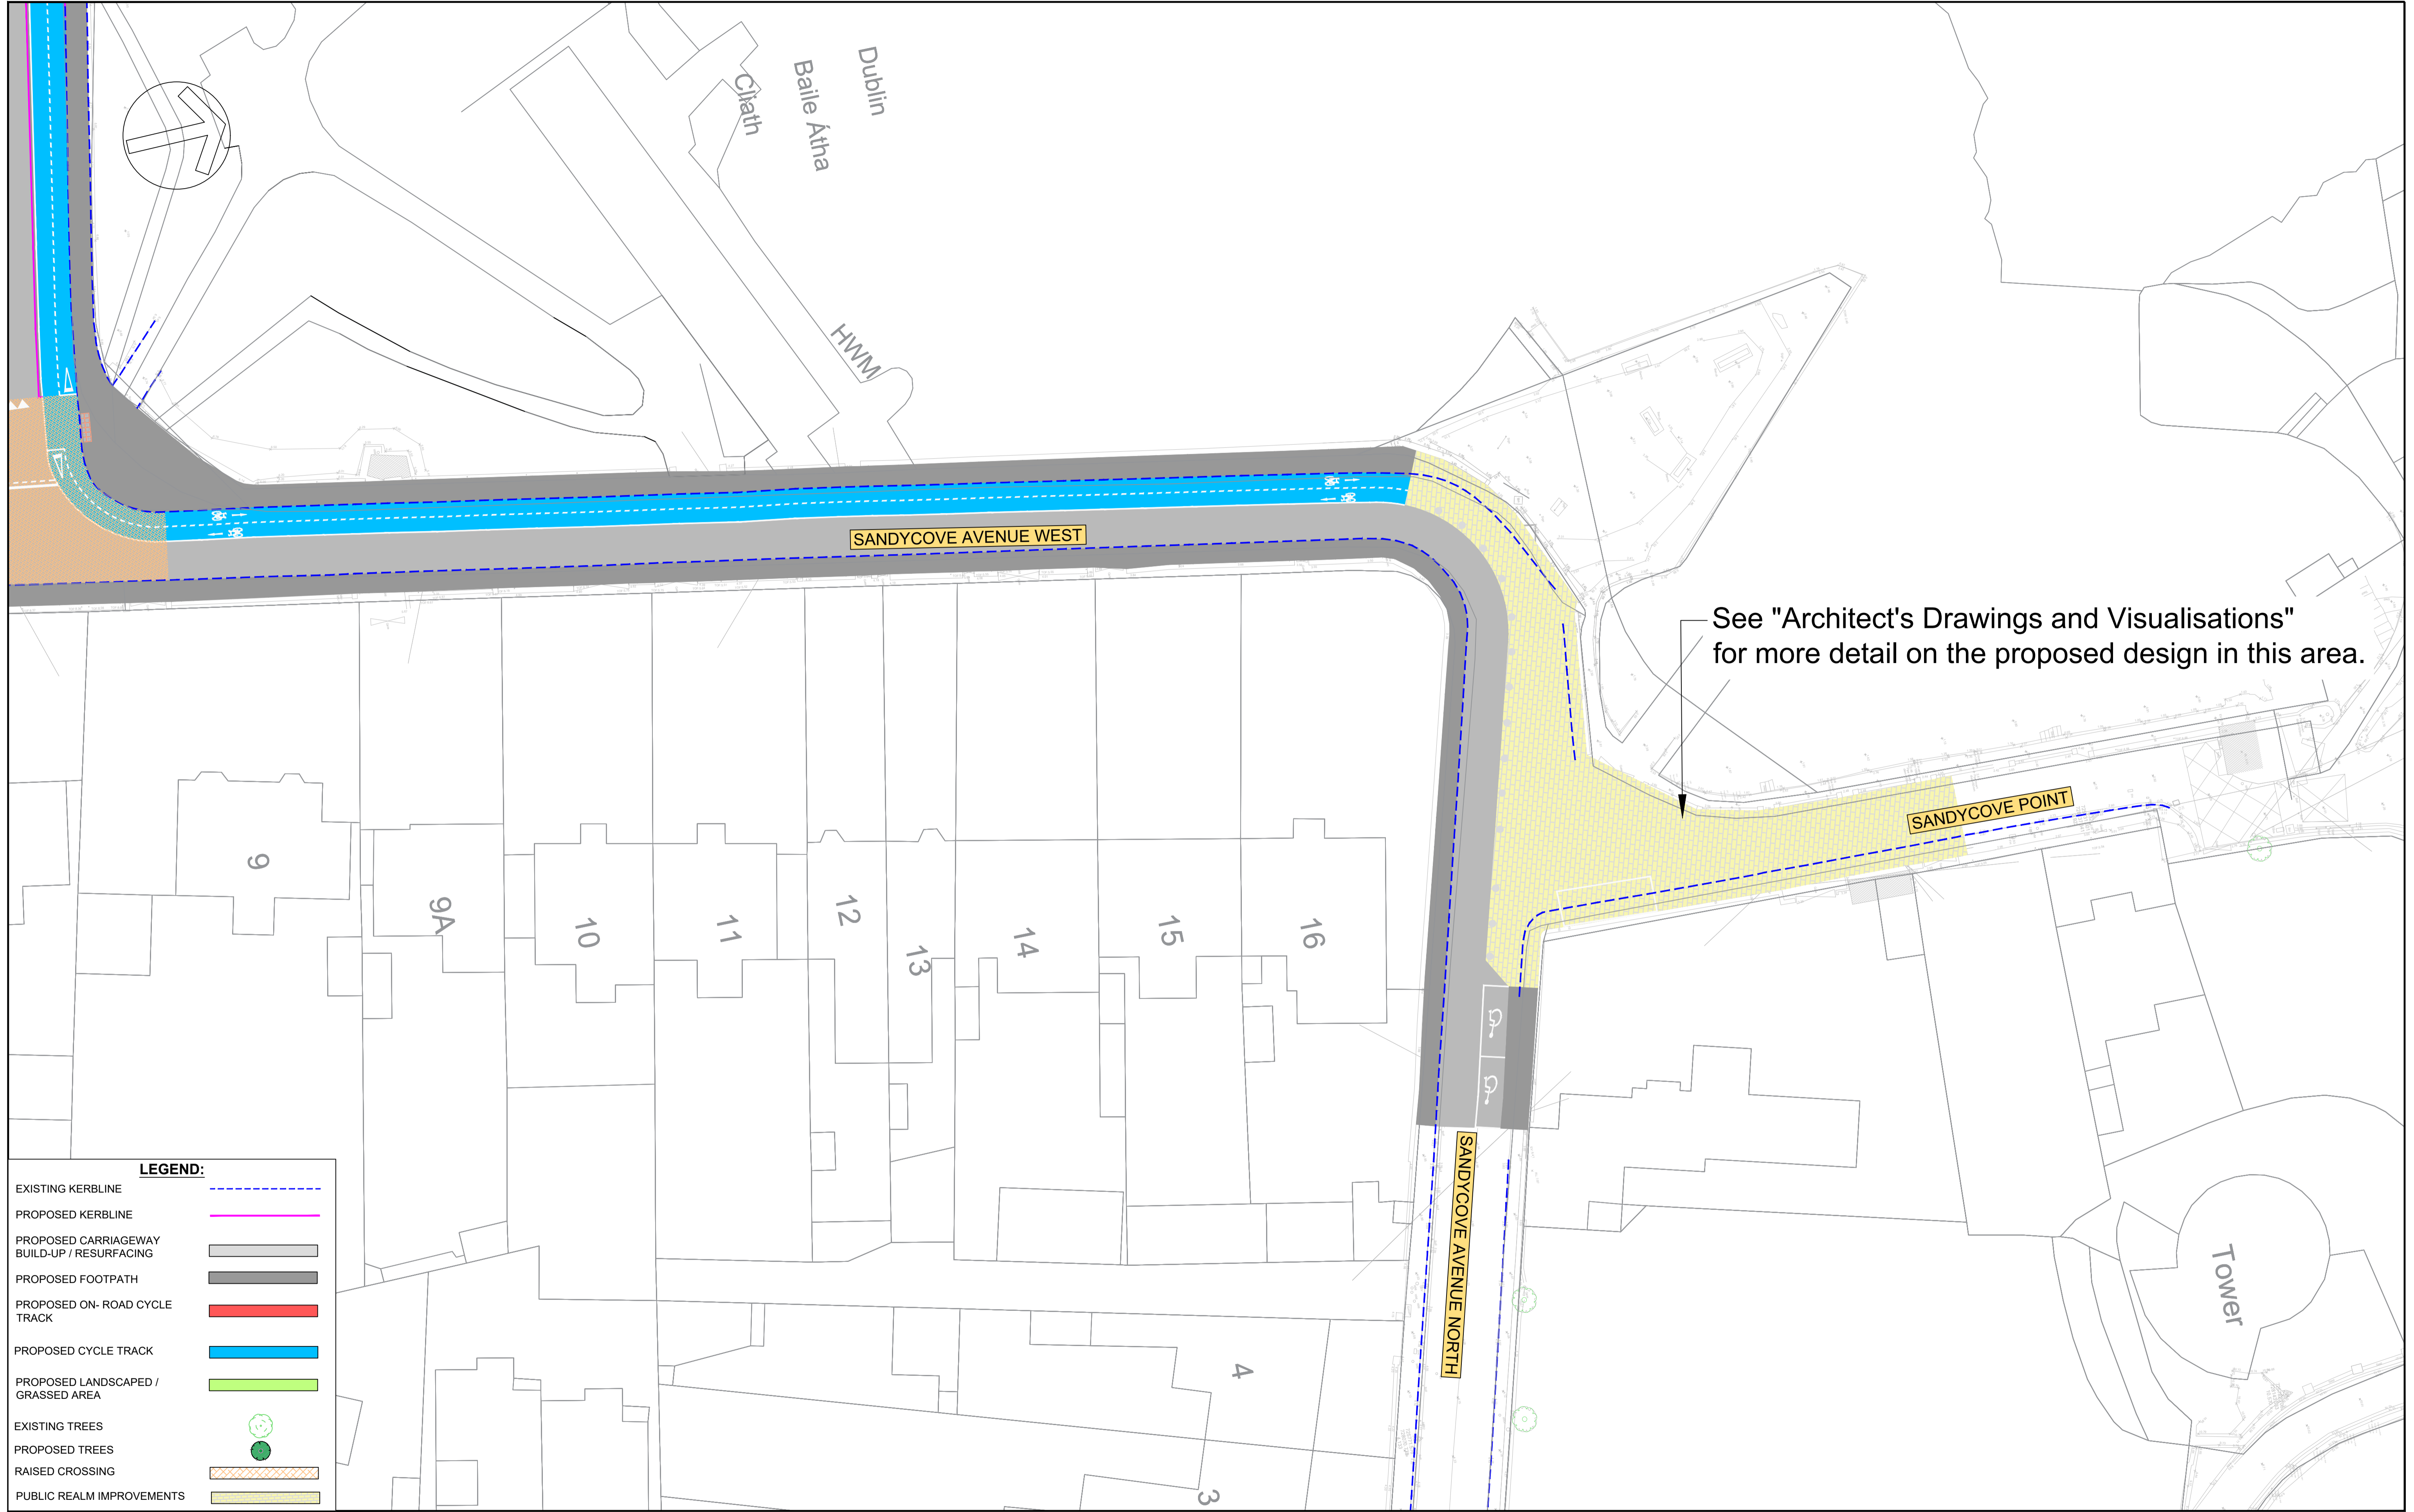 Dublin
Baile Átha
Cliath
HWM
SANDYCOVE AVENUE WEST
See "Architect's Drawings and Visualisations"
for more detail on the proposed design in this area.
SANDYCOVE POINT
9
9A
10
11
12
13
14
15
16
SANDYCOVE AVENUE NORTH
Tower
4
3
LEGEND:
EXISTING KERBLINE
PROPOSED KERBLINE
PROPOSED CARRIAGEWAY
BUILD-UP / RESURFACING
PROPOSED FOOTPATH
PROPOSED ON- ROAD CYCLE
TRACK
PROPOSED CYCLE TRACK
PROPOSED LANDSCAPED /
GRASSED AREA
EXISTING TREES
PROPOSED TREES
RAISED CROSSING
PUBLIC REALM IMPROVEMENTS